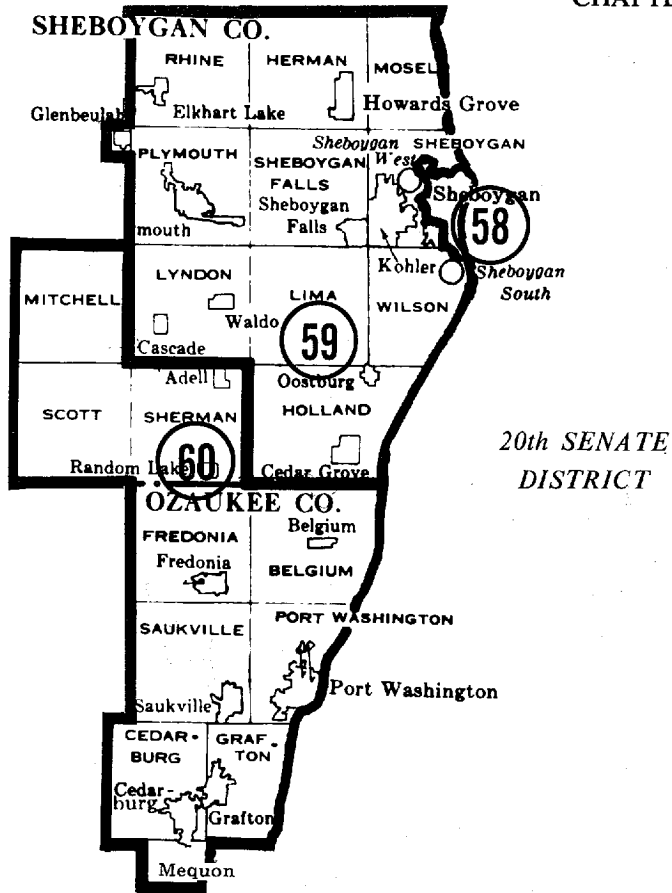 CHAPTE
SHEBOYGAN CO.
RHINE
HERMAN
MOSEL
Elkhart Lake
Howards Grove
Glenbeulah
PLYMOUTH
SHEBOYGAN
FALLS
Sheboygan
West
SHEBOYGAN
Sheboygan
mouth
Sheboygan
Falls
58
Kohler
Sheboygan
South
MITCHELL
LYNDON
LIMA
WILSON
Waldo
Cascade
59
Adell
Oostburg
SCOTT
SHERMAN
HOLLAND
60
Random Lake
Cedar Grove
20th SENATE
DISTRICT
OZAUKEE CO.
FREDONIA
Belgium
Fredonia
BELGIUM
SAUKVILLE
PORT WASHINGTON
Saukville
Port Washington
CEDAR-
BURG
GRAF-
TON
Cedar-
burg
Grafton
Mequon